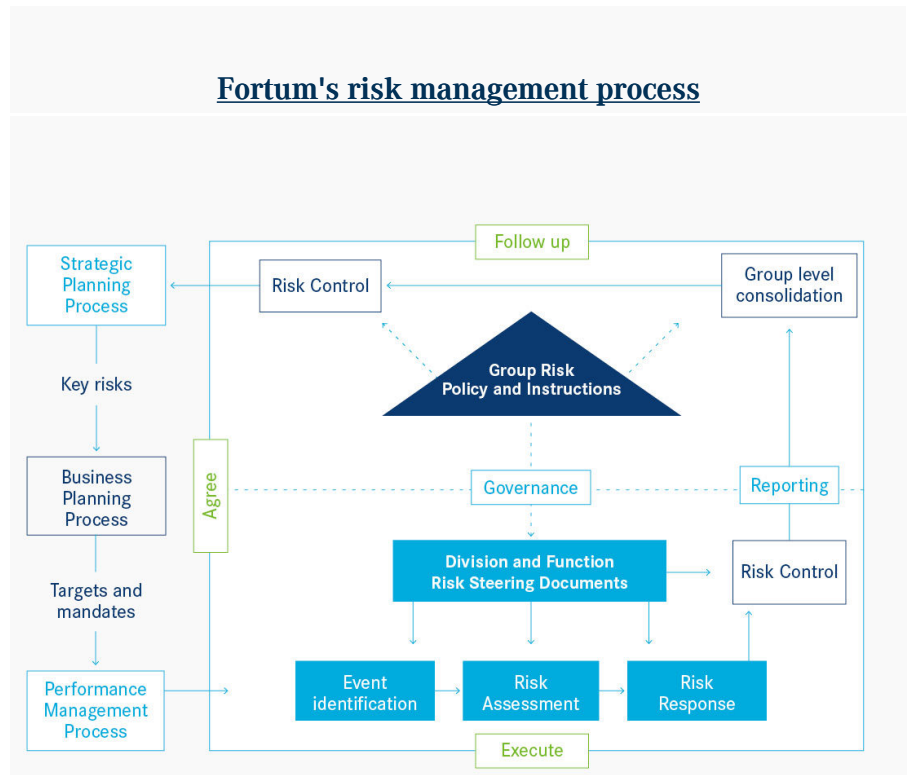 Fortum's risk management process
Follow up
Strategic
Planning
Process
Risk Control
Group level
consolidation
Group Risk
Policy and Instructions
Key risks
Agree
Business
Planning
Process
Governance
Reporting
Division and Function
Risk Steering Documents
Risk Control
Targets and
mandates
Performance
Management
Process
Event
identification
Risk
Assessment
Risk
Response
Execute